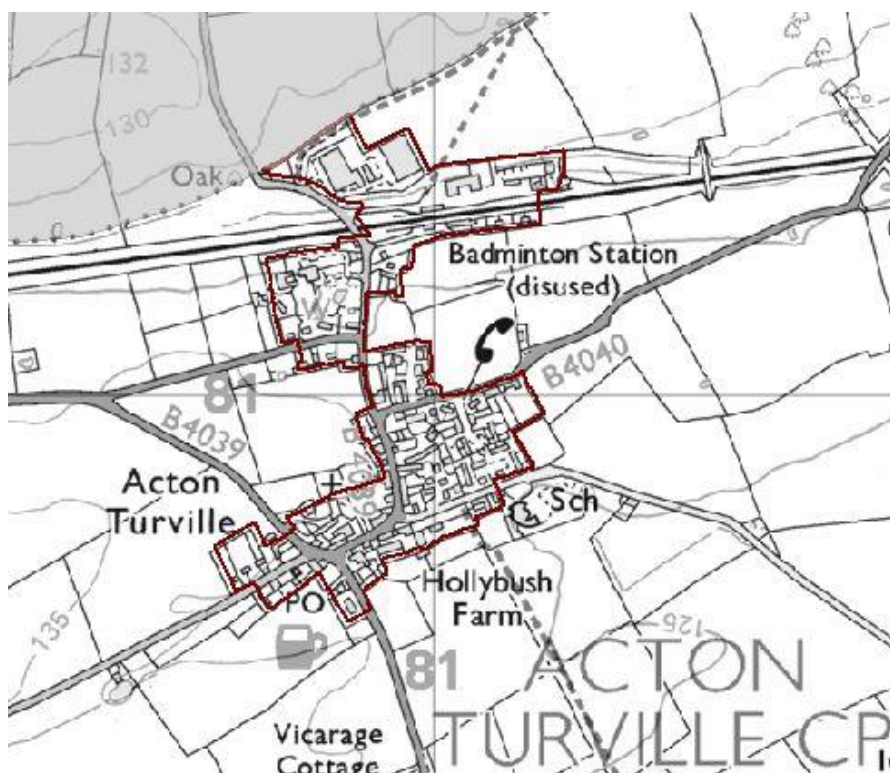 132
130
Oak
Badminton Station
(disused)
W
B4040
81
B4039
B4039
Acton
Turville
Sch
PO
Hollybush
Farm
135
125
81
ACTON
TURVILLE CP
Vicarage
Cottage